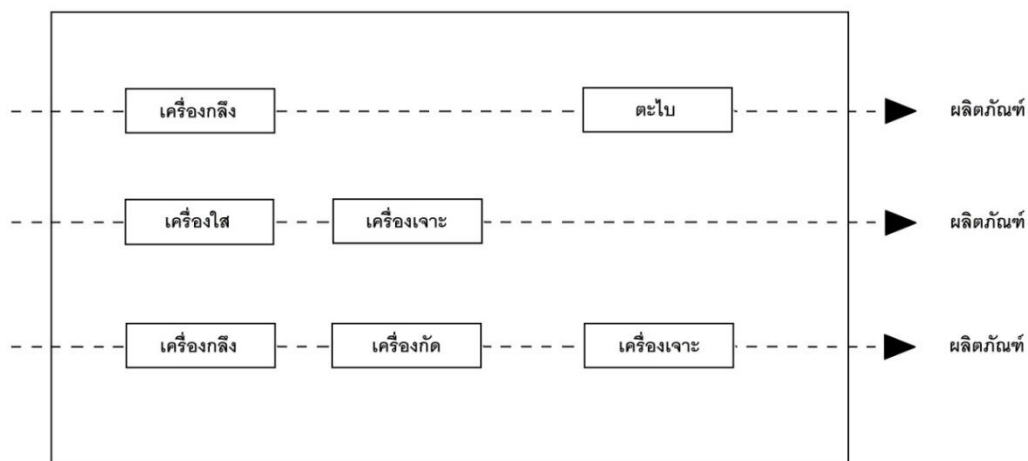 เครื่องกลึง ตะไบ ผลิตภัณฑ์
เครื่องใส เครื่องเจาะ ผลิตภัณฑ์
เครื่องกลึง เครื่องกัด เครื่องเจาะ ผลิตภัณฑ์